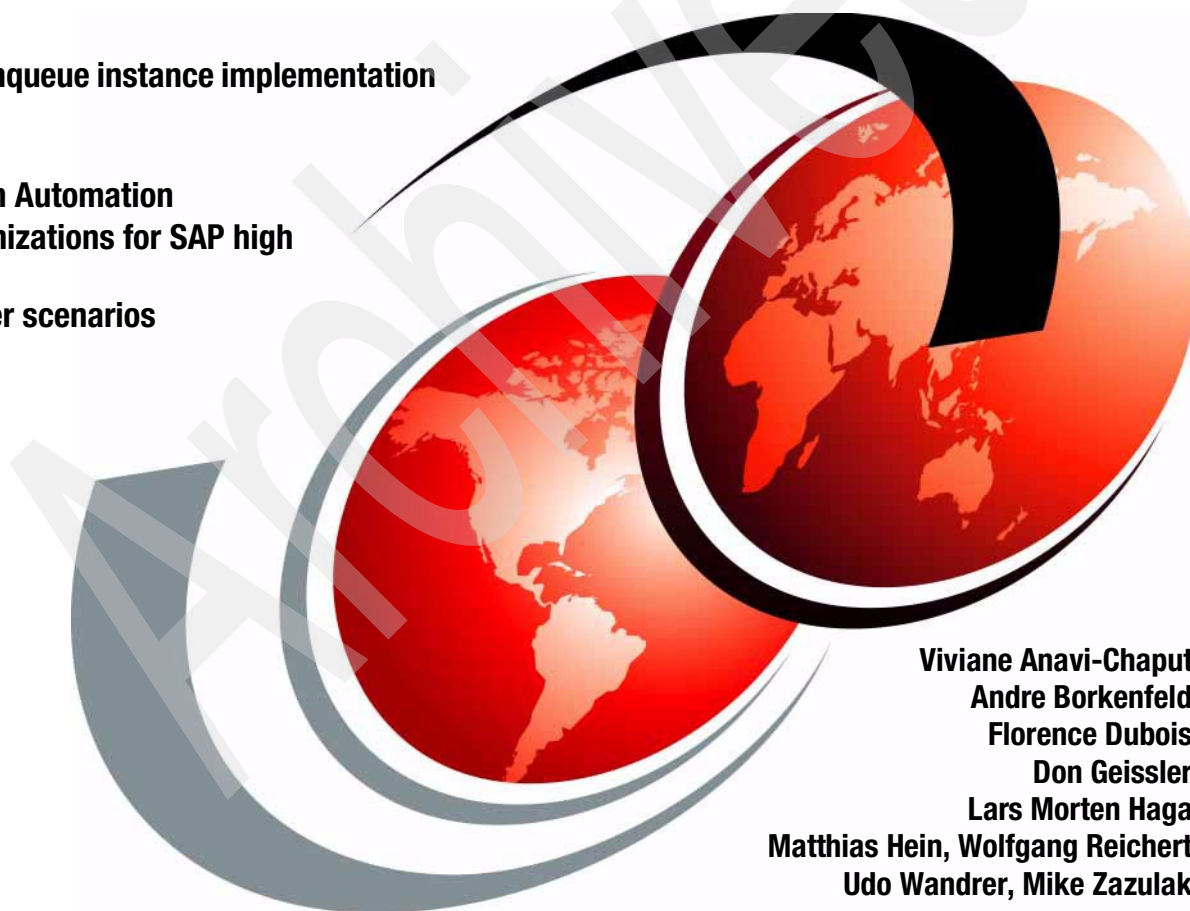 nqueue instance implementation
n Automation
nizations for SAP high
er scenarios
Viviane Anavi-Chaput
Andre Borkenfeld
Florence Dubois
Don Geissler
Lars Morten Haga
Matthias Hein, Wolfgang Reichert
Udo Wandrer, Mike Zazulak
Archive